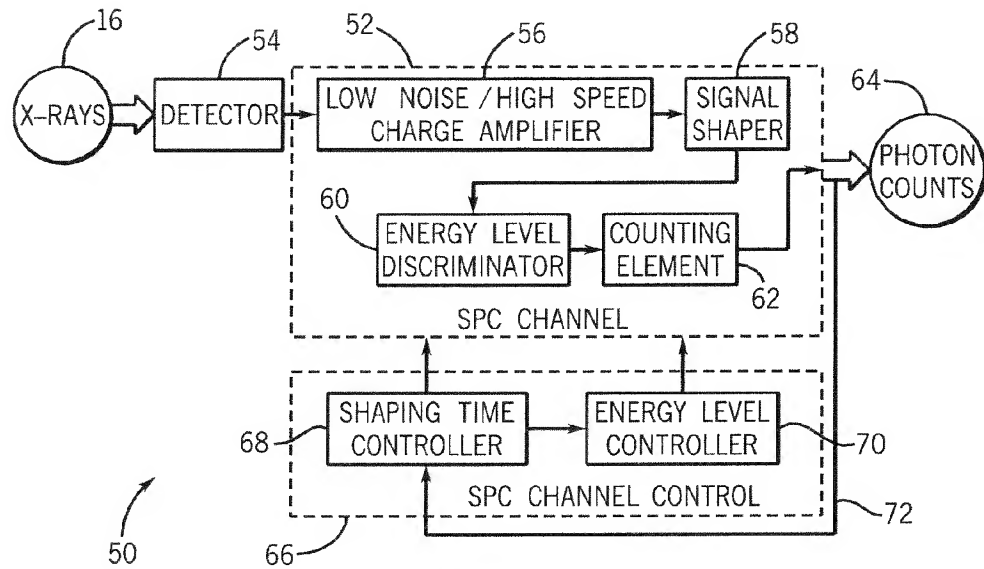 16
54
52
56
58
64
X-RAYS
DETECTOR
LOW NOISE/HIGH SPEED
CHARGE AMPLIFIER
SIGNAL
SHAPER
PHOTON
COUNTS
60
ENERGY LEVEL
DISCRIMINATOR
COUNTING
ELEMENT
62
SPC CHANNEL
68
SHAPING TIME
CONTROLLER
ENERGY LEVEL
CONTROLLER
70
SPC CHANNEL CONTROL
72
50
66